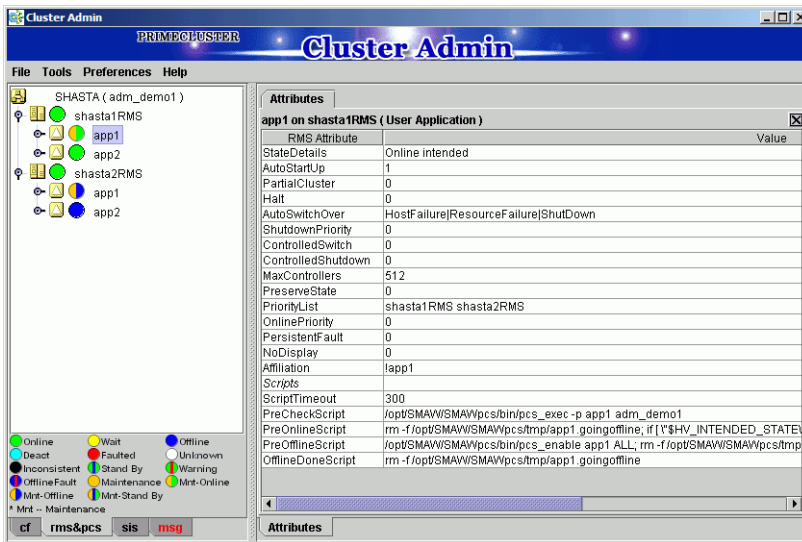 Cluster Admin
PRIMECLUSTER
Cluster Admin
File Tools Preferences Help
SHASTA ( adm_demo1 )
shasta1RMS
app1
app2
shasta2RMS
app1
app2
Online Wait Offline
Deact Faulted Unknown
Inconsistent Stand By Warning
OfflineFault Maintenance Mnt-Online
Mnt-Offline Mnt-Stand By
* Mnt -- Maintenance
cf rms&pcs sis msg
Attributes
app1 on shasta1RMS ( User Application )
RMS Attribute Value
StateDetails Online intended
AutoStartUp 1
PartialCluster 0
Halt 0
AutoSwitchOver HostFailure|ResourceFailure|ShutDown
ShutdownPriority 0
ControlledSwitch 0
ControlledShutdown 0
MaxControllers 512
PreserveState 0
PriorityList shasta1RMS shasta2RMS
OnlinePriority 0
PersistentFault 0
NoDisplay 0
Affiliation !app1
Scripts
ScriptTimeout 300
PreCheckScript /opt/SMAW/SMAWpcs/bin/pcs_exec -p app1 adm_demo1
PreOnlineScript rm -f /opt/SMAW/SMAWpcs/tmp/app1.goingoffline; if [ \"$HV_INTENDED_STATE\
PreOfflineScript /opt/SMAW/SMAWpcs/bin/pcs_enable app1 ALL; rm -f /opt/SMAW/SMAWpcs/tmp
OfflineDoneScript rm -f /opt/SMAW/SMAWpcs/tmp/app1.goingoffline
Attributes